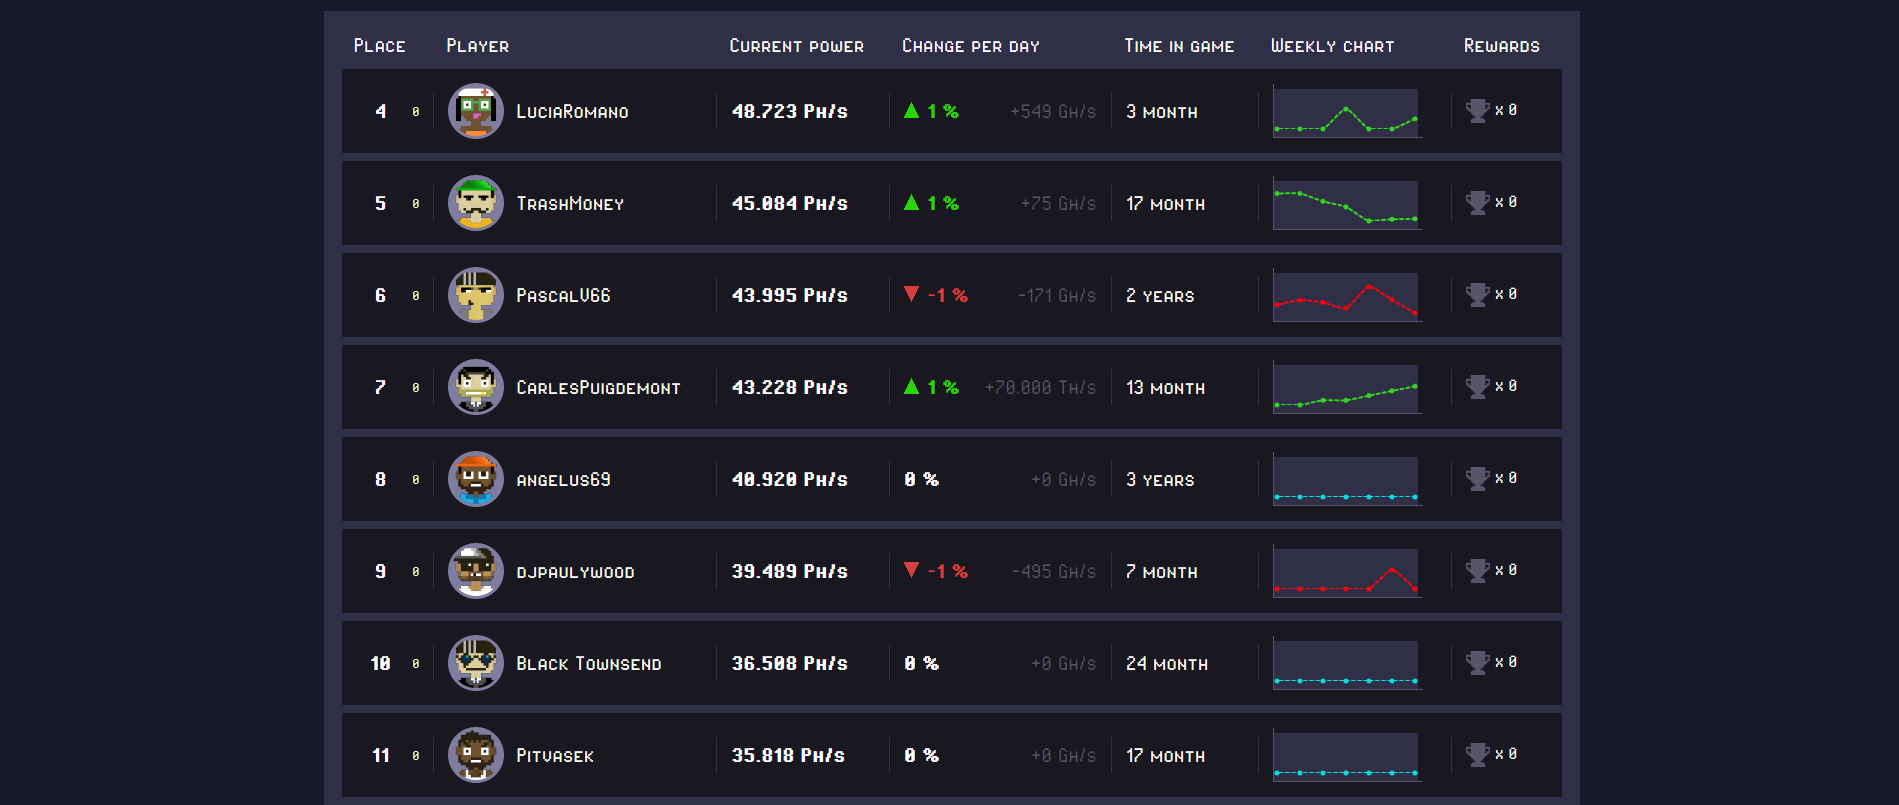 Place Player Current power Change per day Time in game Weekly chart Rewards
4 0 LuciaRomano 48.723 Ph/s 1 % +549 Gh/s 3 month x 0
5 0 TrashMoney 45.084 Ph/s 1 % +75 Gh/s 17 month x 0
6 0 PascalV66 43.995 Ph/s -1 % -171 Gh/s 2 years x 0
7 0 CarlesPuigdemont 43.228 Ph/s 1 % +70.000 Th/s 13 month x 0
8 0 angelus69 40.920 Ph/s 0 % +0 Gh/s 3 years x 0
9 0 djpaulywood 39.489 Ph/s -1 % -495 Gh/s 7 month x 0
10 0 Black Townsend 36.508 Ph/s 0 % +0 Gh/s 24 month x 0
11 0 Pitvasek 35.818 Ph/s 0 % +0 Gh/s 17 month x 0